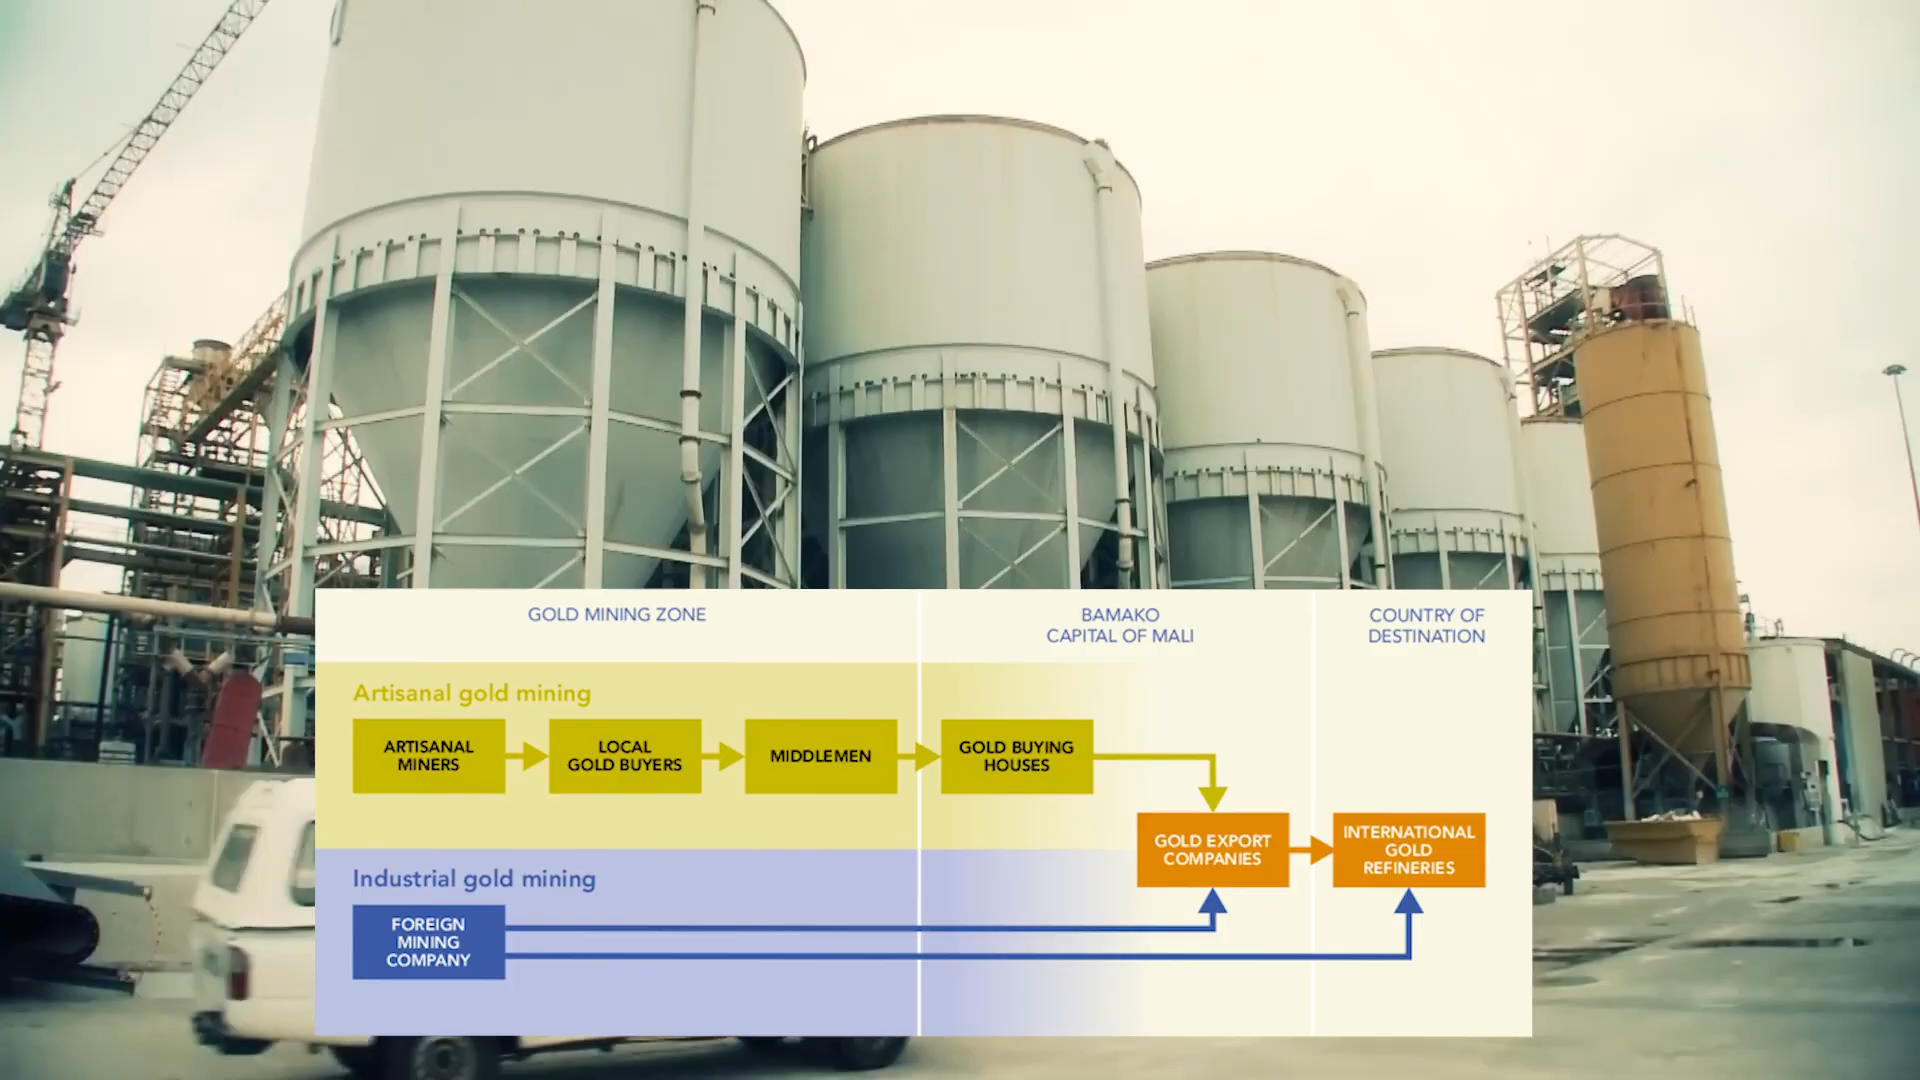 GOLD MINING ZONE
BAMAKO
CAPITAL OF MALI
COUNTRY OF
DESTINATION
Artisanal gold mining
ARTISANAL
MINERS
LOCAL
GOLD BUYERS
MIDDLEMEN
GOLD BUYING
HOUSES
GOLD EXPORT
COMPANIES
INTERNATIONAL
GOLD
REFINERIES
Industrial gold mining
FOREIGN
MINING
COMPANY